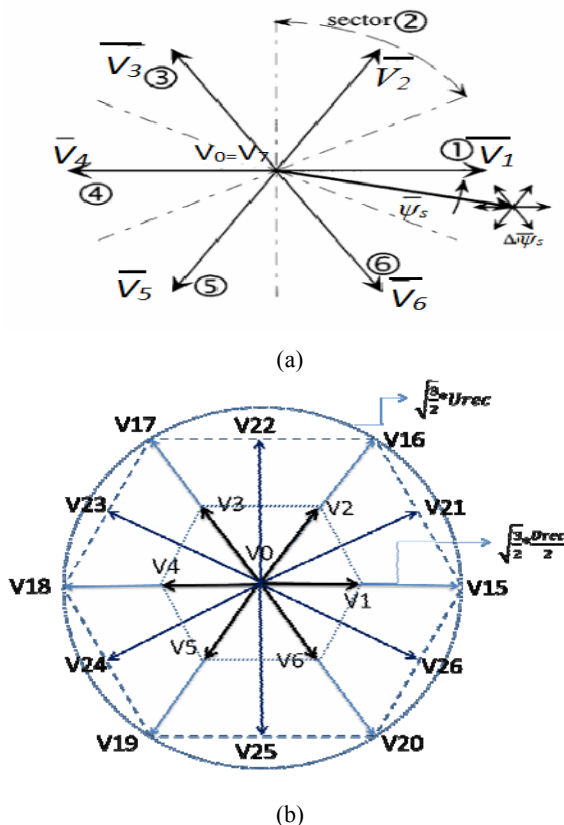 sector②
V3
③
V2
V0=V7
①
V1
V4
④
ψs
Δψs
V5
⑤
⑥
V6
(a)
√3/2*Urec
V17
V22
V16
V23
V3
V2
V21
V0
√3/2*Urec/2
V4
V18
V1
V15
V5
V6
V24
V26
V19
V25
V20
(b)